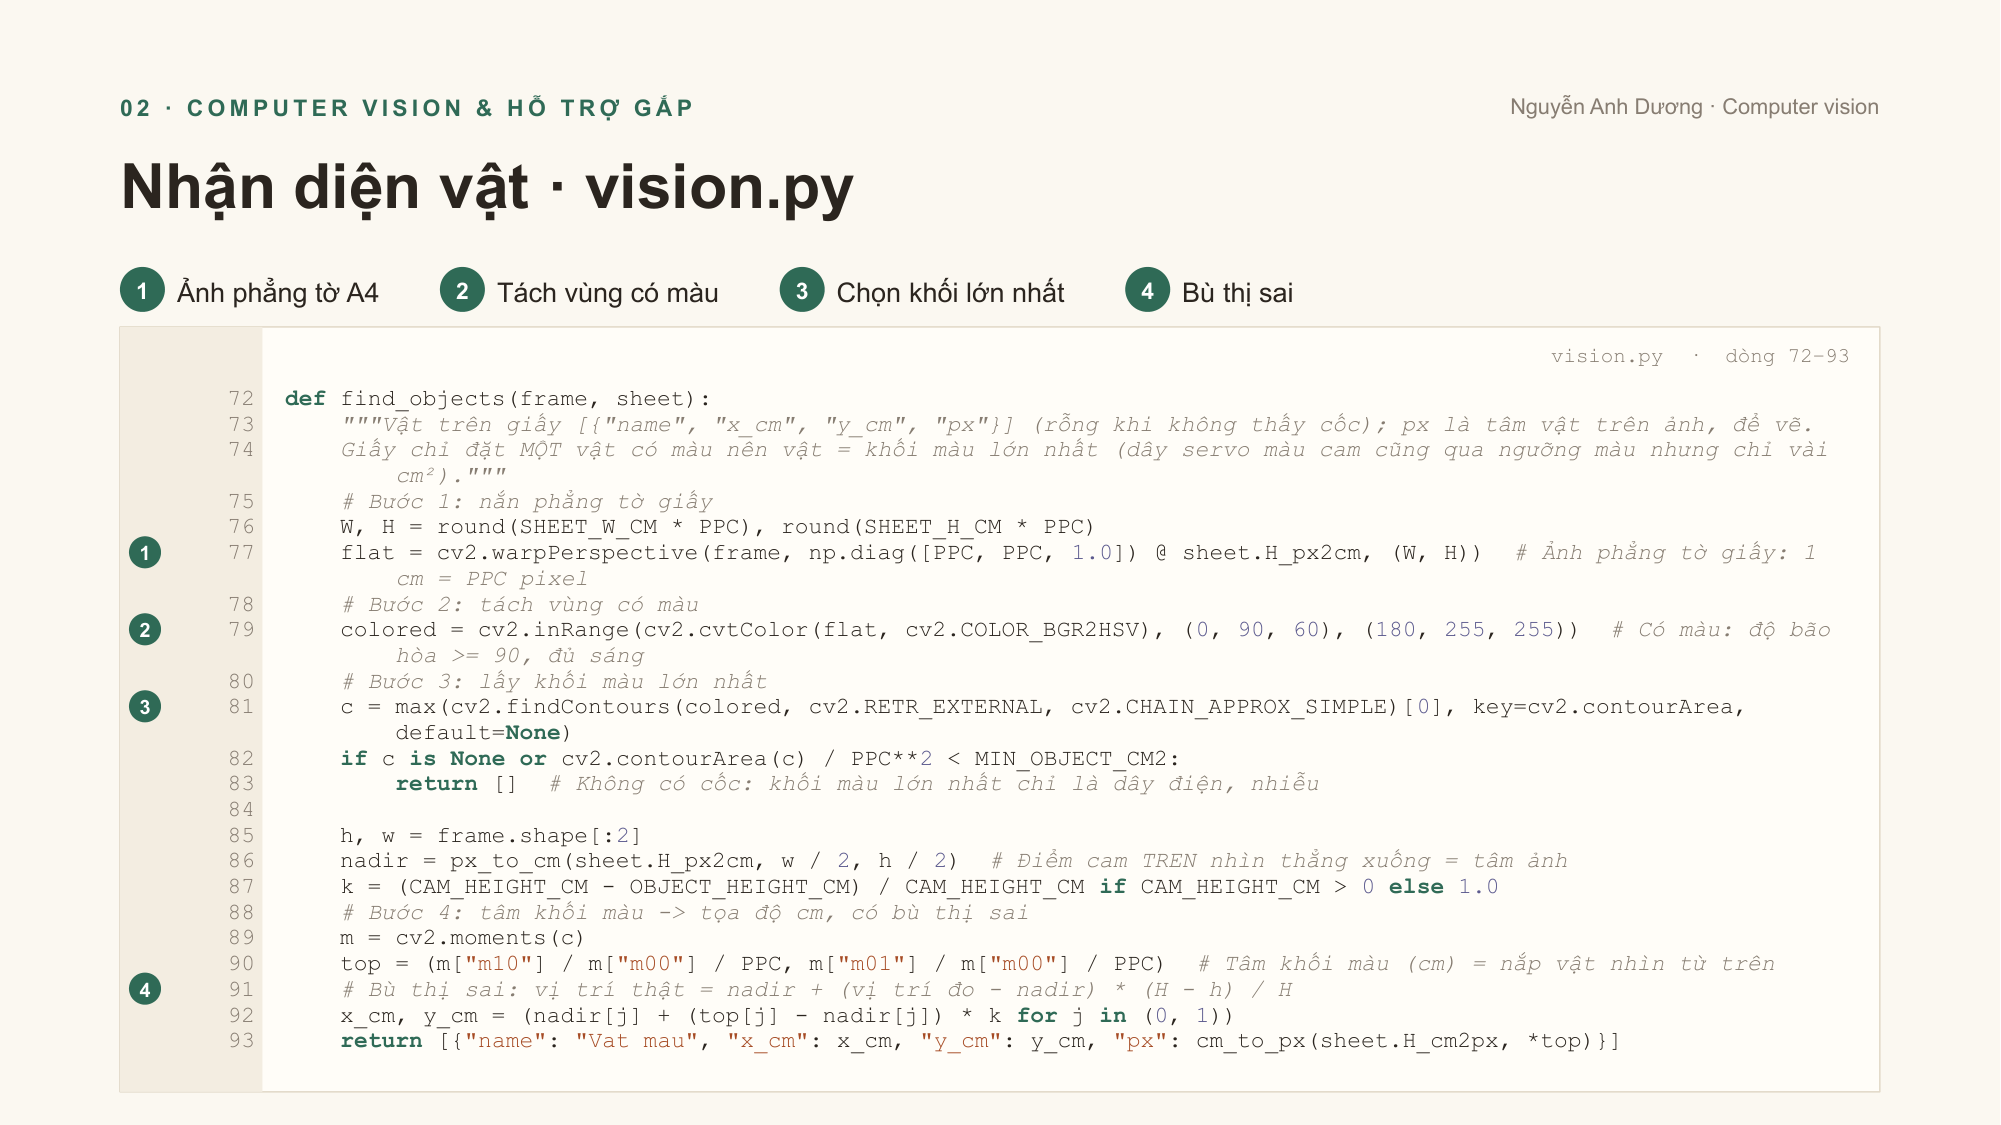 02 · COMPUTER VISION & HỖ TRỢ GẮP
Nguyễn Anh Dương · Computer vision
Nhận diện vật · vision.py
1 Ảnh phẳng tờ A4
2 Tách vùng có màu
3 Chọn khối lớn nhất
4 Bù thị sai
vision.py · dòng 72–93
72 def find_objects(frame, sheet):
73     """Vật trên giấy [{"name", "x_cm", "y_cm", "px"}] (rỗng khi không thấy cốc); px là tâm vật trên ảnh, để vẽ.
74     Giấy chỉ đặt MỘT vật có màu nên vật = khối màu lớn nhất (dây servo màu cam cũng qua ngưỡng màu nhưng chỉ vài
cm²)."""
75     # Bước 1: nắn phẳng tờ giấy
76     W, H = round(SHEET_W_CM * PPC), round(SHEET_H_CM * PPC)
1 77     flat = cv2.warpPerspective(frame, np.diag([PPC, PPC, 1.0]) @ sheet.H_px2cm, (W, H))  # Ảnh phẳng tờ giấy: 1
cm = PPC pixel
78     # Bước 2: tách vùng có màu
2 79     colored = cv2.inRange(cv2.cvtColor(flat, cv2.COLOR_BGR2HSV), (0, 90, 60), (180, 255, 255))  # Có màu: độ bão
hòa >= 90, đủ sáng
80     # Bước 3: lấy khối màu lớn nhất
3 81     c = max(cv2.findContours(colored, cv2.RETR_EXTERNAL, cv2.CHAIN_APPROX_SIMPLE)[0], key=cv2.contourArea,
default=None)
82     if c is None or cv2.contourArea(c) / PPC**2 < MIN_OBJECT_CM2:
83         return []  # Không có cốc: khối màu lớn nhất chỉ là dây điện, nhiễu
84
85     h, w = frame.shape[:2]
86     nadir = px_to_cm(sheet.H_px2cm, w / 2, h / 2)  # Điểm cam TREN nhìn thẳng xuống = tâm ảnh
87     k = (CAM_HEIGHT_CM - OBJECT_HEIGHT_CM) / CAM_HEIGHT_CM if CAM_HEIGHT_CM > 0 else 1.0
88     # Bước 4: tâm khối màu -> tọa độ cm, có bù thị sai
89     m = cv2.moments(c)
90     top = (m["m10"] / m["m00"] / PPC, m["m01"] / m["m00"] / PPC)  # Tâm khối màu (cm) = nắp vật nhìn từ trên
4 91     # Bù thị sai: vị trí thật = nadir + (vị trí đo - nadir) * (H - h) / H
92     x_cm, y_cm = (nadir[j] + (top[j] - nadir[j]) * k for j in (0, 1))
93     return [{"name": "Vat mau", "x_cm": x_cm, "y_cm": y_cm, "px": cm_to_px(sheet.H_cm2px, *top)}]